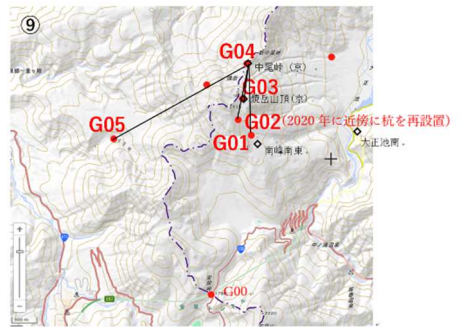 ⑨
G04
中尾峠（京）
G03
焼岳山頂(京)
G05
G02(2020 年に近傍に杭を再設置)
G01
大正池南
南峰南東
G00